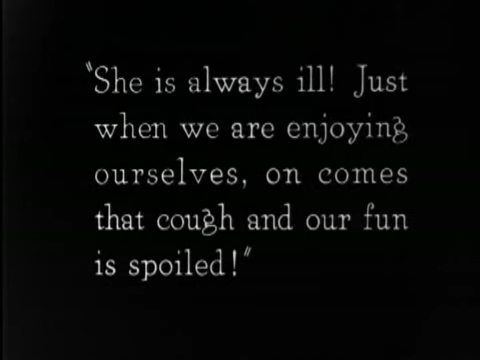 "She is always ill! Just
when we are enjoying
ourselves, on comes
that cough and our fun
is spoiled!"